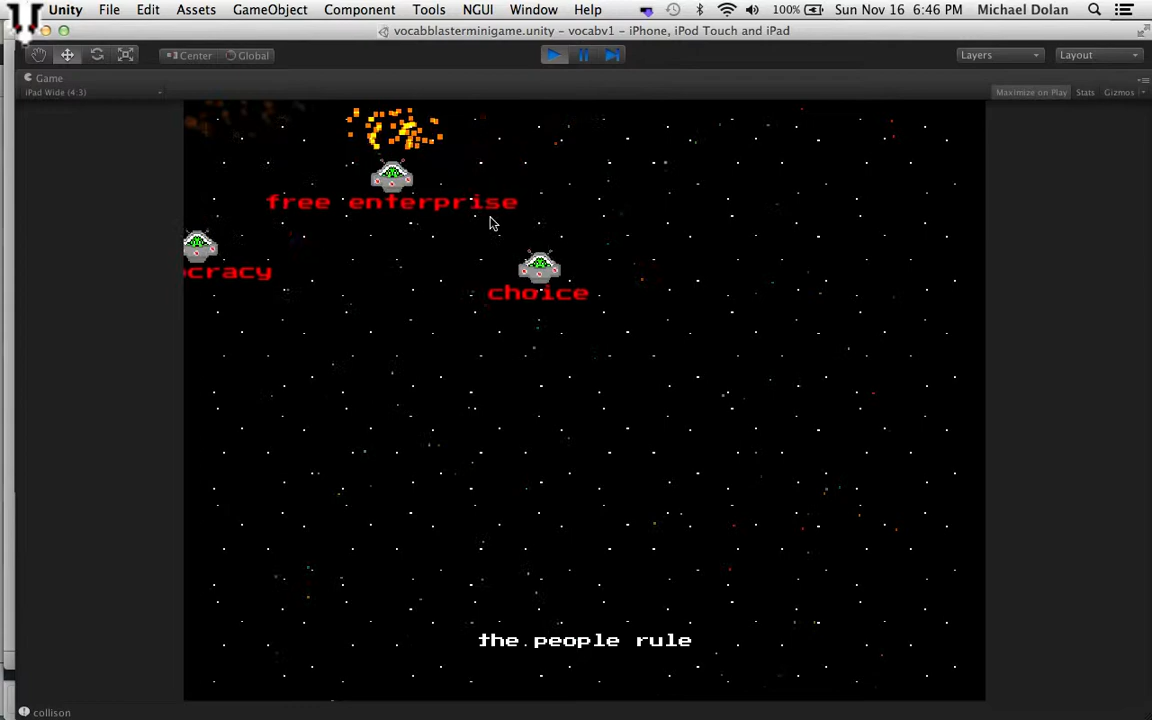 Unity File Edit Assets GameObject Component Tools NGUI Window Help 100% Sun Nov 16 6:46 PM Michael Dolan
vocabblasterminigame.unity – vocabv1 – iPhone, iPod Touch and iPad
Center Global Layers Layout
Game
iPad Wide (4:3) Maximize on Play Stats Gizmos
free enterprise
ocracy
choice
the people rule
collison